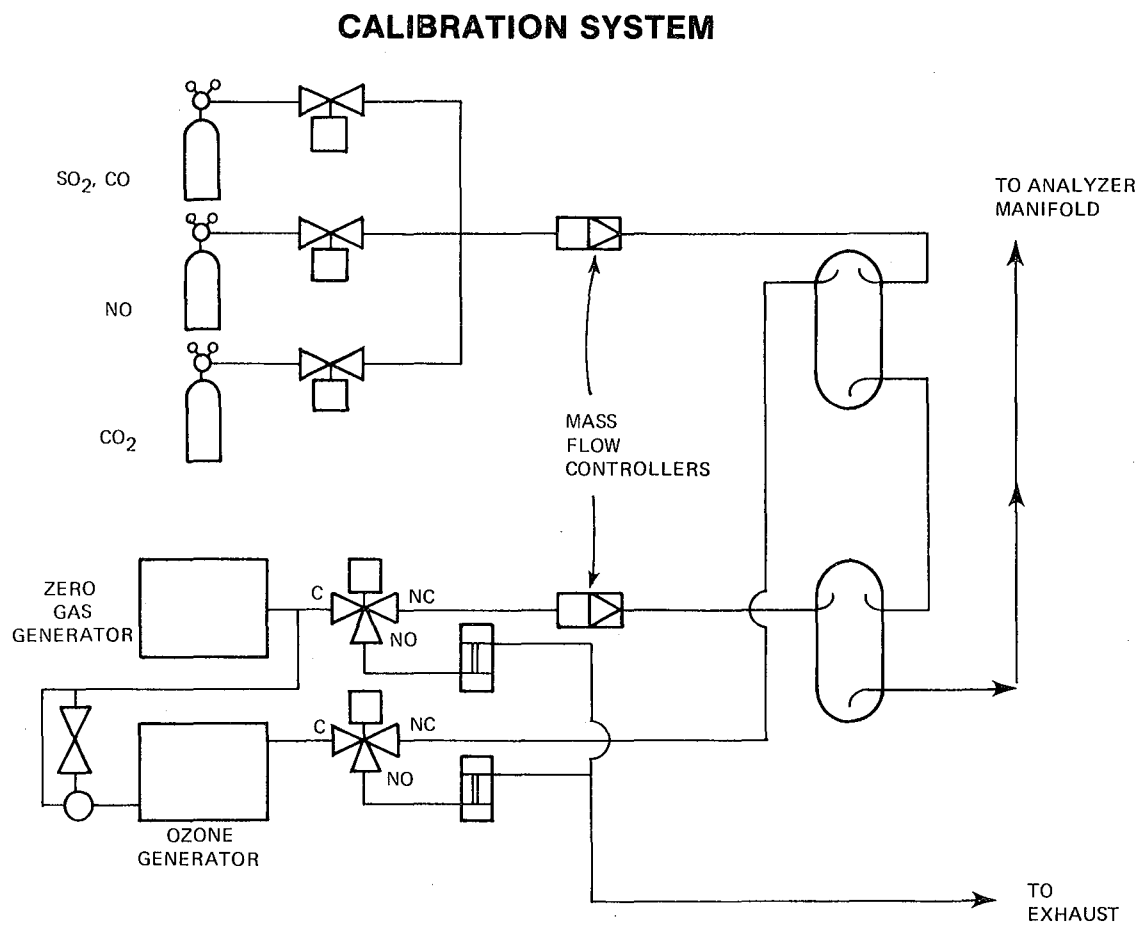 CALIBRATION SYSTEM
SO2, CO
NO
CO2
TO ANALYZER
MANIFOLD
MASS
FLOW
CONTROLLERS
ZERO
GAS
GENERATOR
C
NC
NO
C
NC
NO
OZONE
GENERATOR
TO
EXHAUST